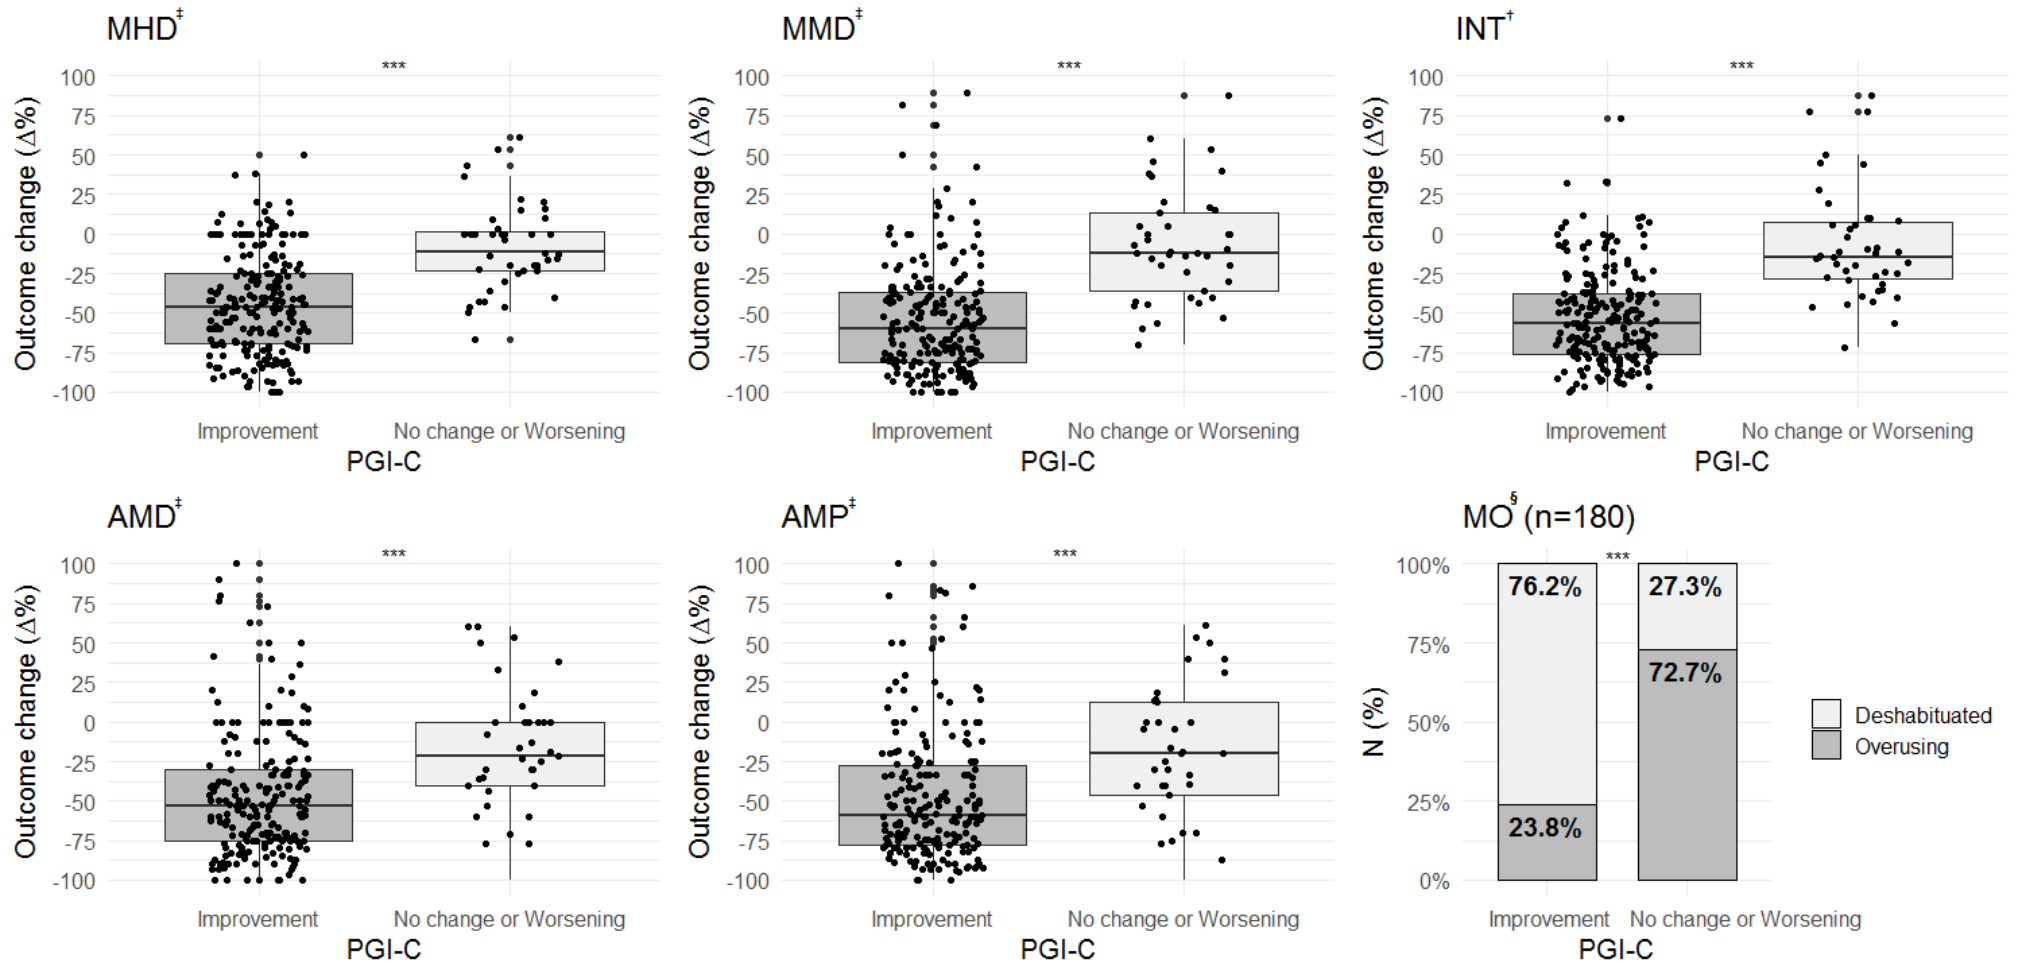 MHD‡
***
Outcome change (Δ%)
100
75
50
25
0
-25
-50
-75
-100
Improvement
No change or Worsening
PGI-C
MMD‡
***
Outcome change (Δ%)
100
75
50
25
0
-25
-50
-75
-100
Improvement
No change or Worsening
PGI-C
INT†
***
Outcome change (Δ%)
100
75
50
25
0
-25
-50
-75
-100
Improvement
No change or Worsening
PGI-C
AMD‡
***
Outcome change (Δ%)
100
75
50
25
0
-25
-50
-75
-100
Improvement
No change or Worsening
PGI-C
AMP‡
***
Outcome change (Δ%)
100
75
50
25
0
-25
-50
-75
-100
Improvement
No change or Worsening
PGI-C
MO§ (n=180)
***
N (%)
100%
75%
50%
25%
0%
76.2%
27.3%
72.7%
23.8%
Improvement
No change or Worsening
PGI-C
Deshabituated
Overusing